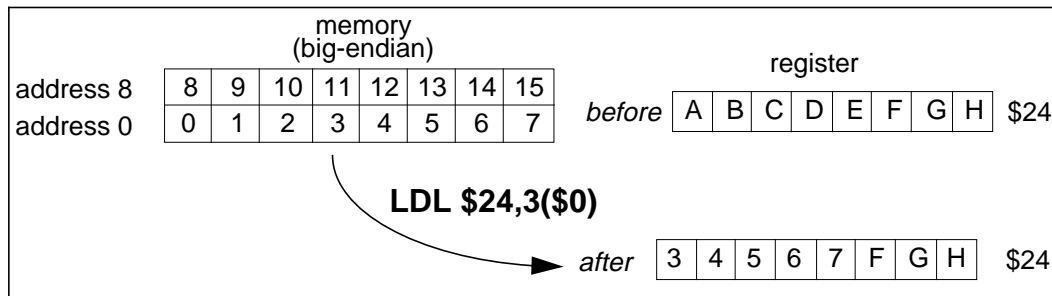 memory
(big-endian)
register
address 8 8 9 10 11 12 13 14 15
address 0 0 1 2 3 4 5 6 7
before A B C D E F G H $24
LDL $24,3($0)
after 3 4 5 6 7 F G H $24